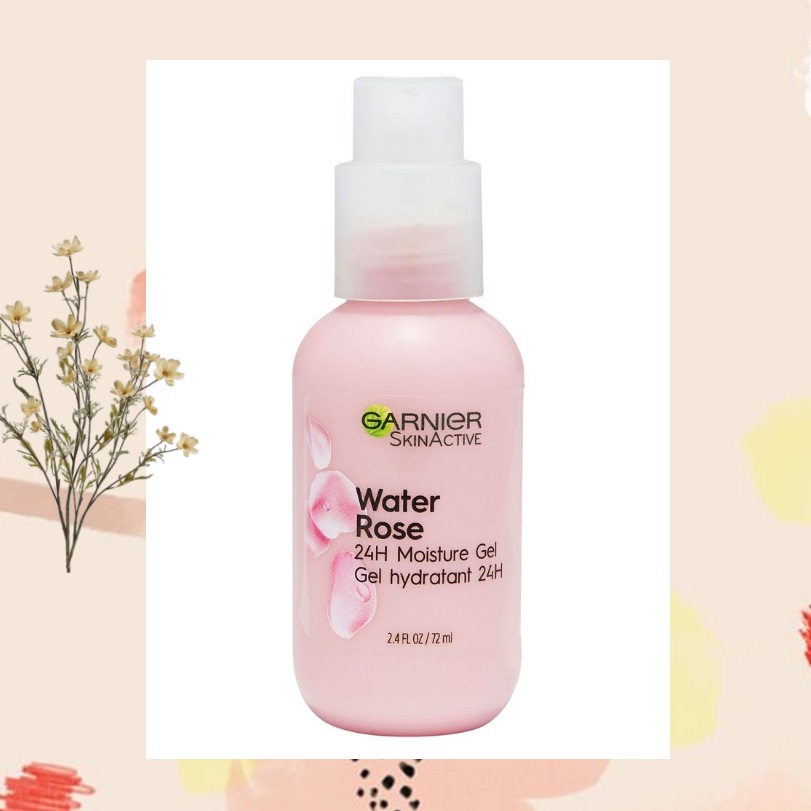 GARNIER
SKINACTIVE
Water
Rose
24H Moisture Gel
Gel hydratant 24H
2.4 FL OZ / 72 ml